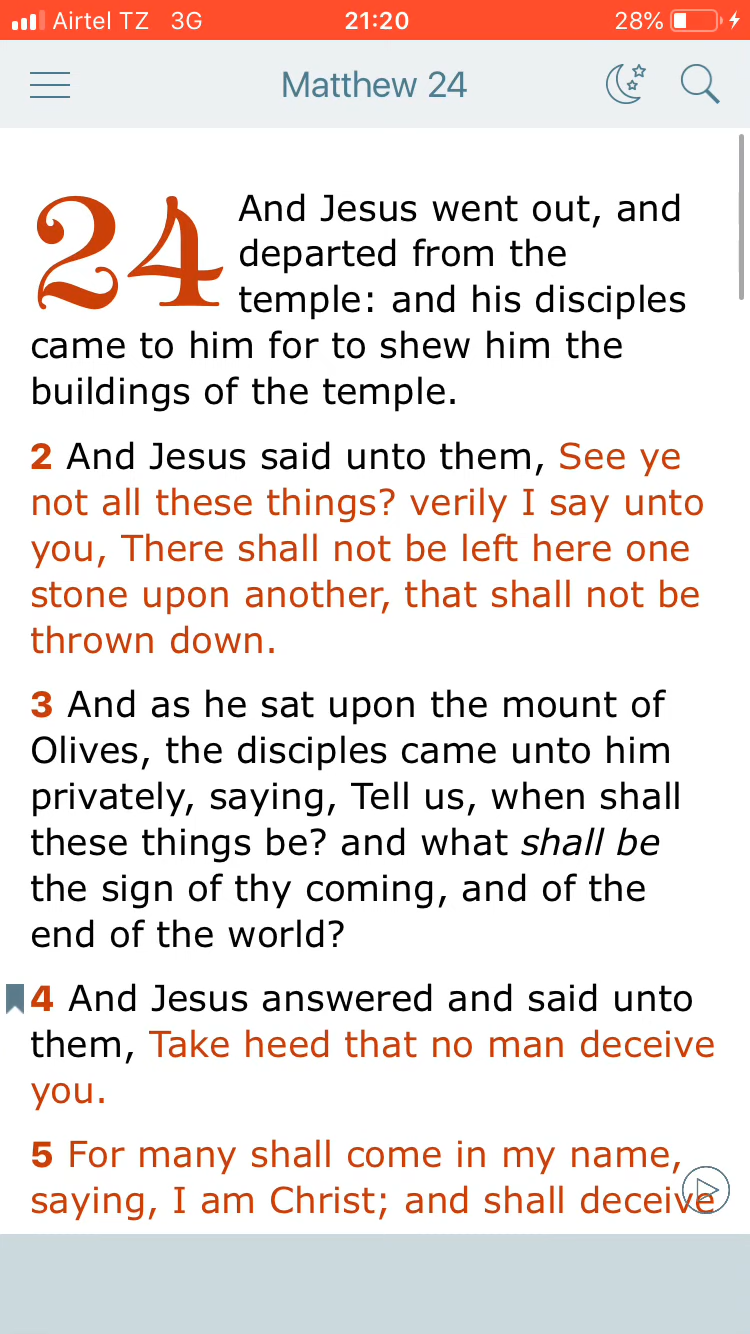 Airtel TZ 3G 21:20 28%
Matthew 24
24 And Jesus went out, and
departed from the
temple: and his disciples
came to him for to shew him the
buildings of the temple.
2 And Jesus said unto them, See ye
not all these things? verily I say unto
you, There shall not be left here one
stone upon another, that shall not be
thrown down.
3 And as he sat upon the mount of
Olives, the disciples came unto him
privately, saying, Tell us, when shall
these things be? and what shall be
the sign of thy coming, and of the
end of the world?
4 And Jesus answered and said unto
them, Take heed that no man deceive
you.
5 For many shall come in my name,
saying, I am Christ; and shall deceive